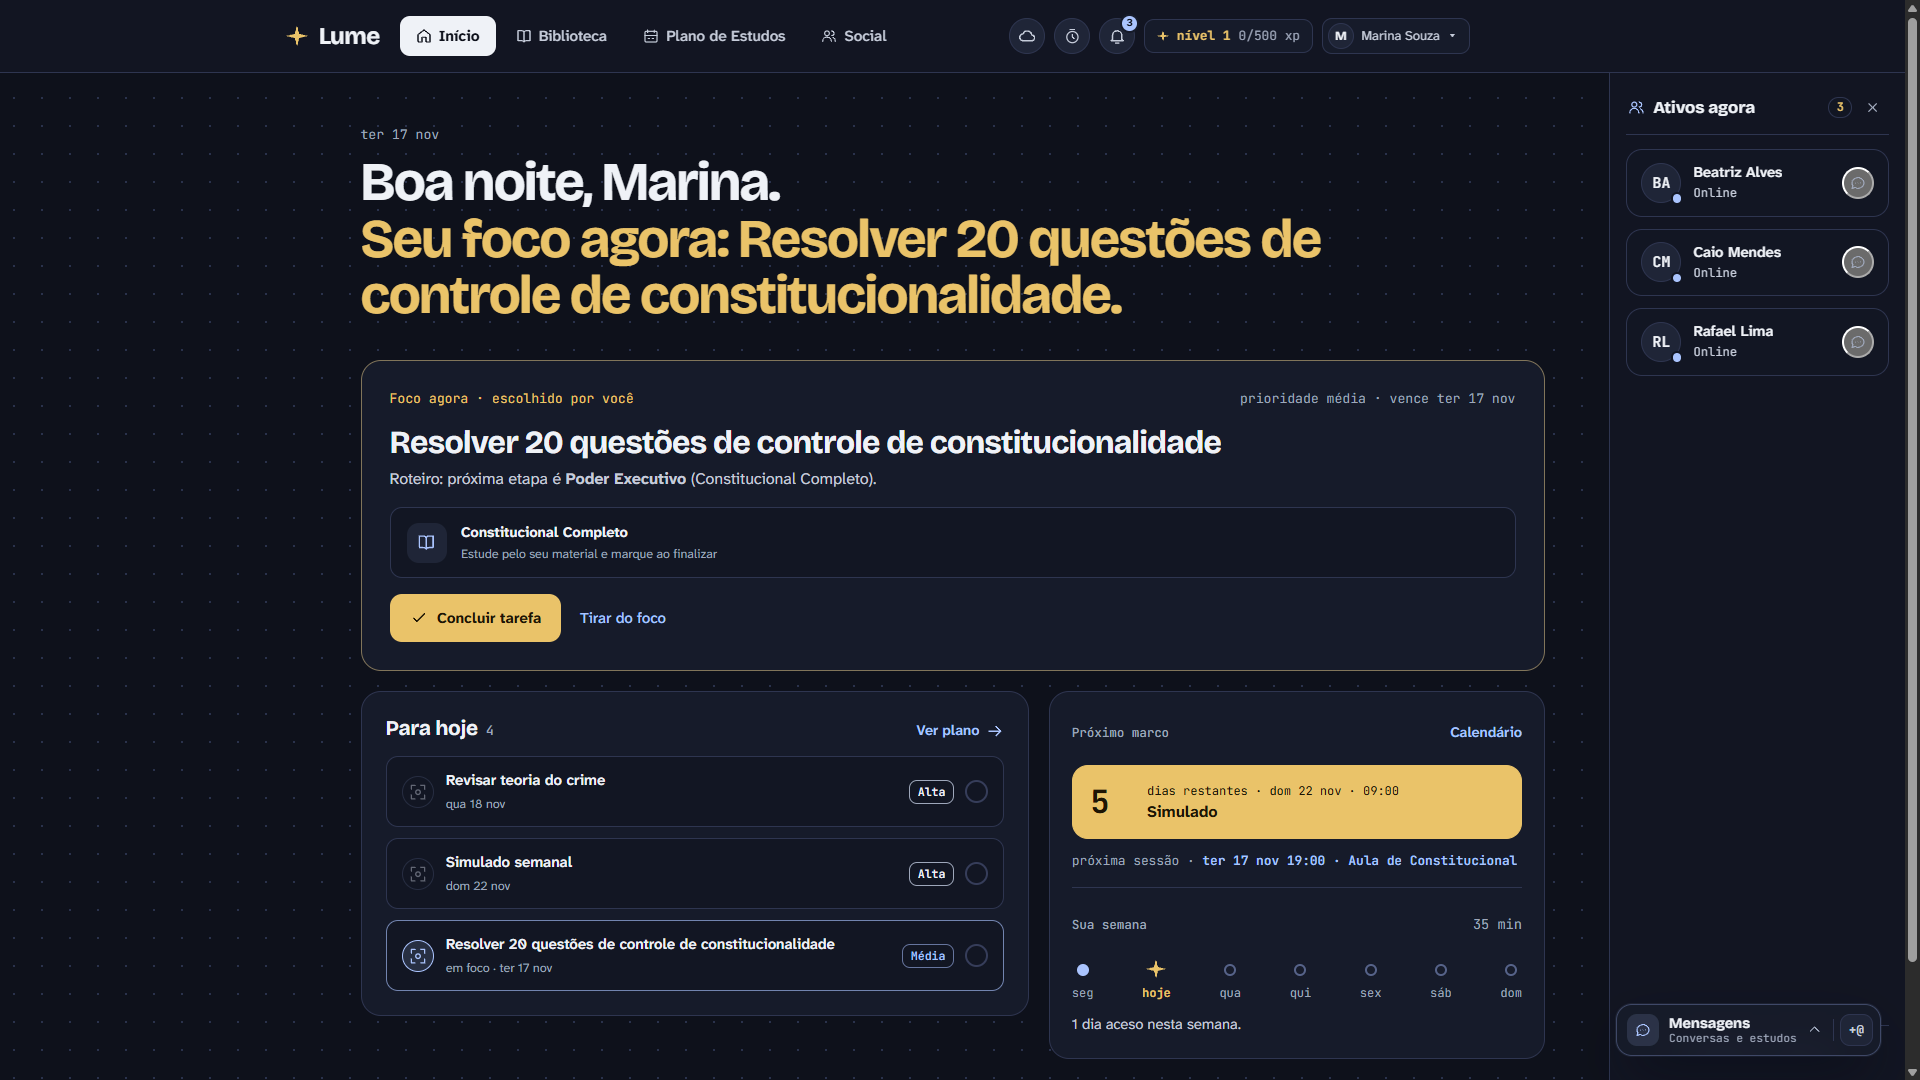 Lume
Início
Biblioteca
Plano de Estudos
Social
3
nível 1 0/500 xp
M Marina Souza
ter 17 nov
Boa noite, Marina.
Seu foco agora: Resolver 20 questões de
controle de constitucionalidade.
Foco agora · escolhido por você
prioridade média · vence ter 17 nov
Resolver 20 questões de controle de constitucionalidade
Roteiro: próxima etapa é Poder Executivo (Constitucional Completo).
Constitucional Completo
Estude pelo seu material e marque ao finalizar
Concluir tarefa
Tirar do foco
Para hoje 4
Ver plano
Revisar teoria do crime
qua 18 nov
Alta
Simulado semanal
dom 22 nov
Alta
Resolver 20 questões de controle de constitucionalidade
em foco · ter 17 nov
Média
Próximo marco
Calendário
5
dias restantes · dom 22 nov · 09:00
Simulado
próxima sessão · ter 17 nov 19:00 · Aula de Constitucional
Sua semana
35 min
seg hoje qua qui sex sáb dom
1 dia aceso nesta semana.
Ativos agora
3
BA
Beatriz Alves
Online
CM
Caio Mendes
Online
RL
Rafael Lima
Online
Mensagens
Conversas e estudos
+@